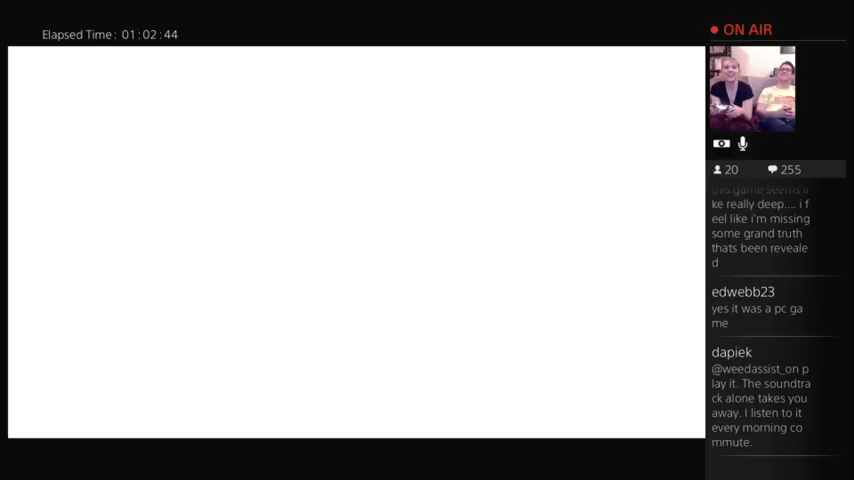 Elapsed Time: 01:02:44
ON AIR
20 255
this game seems li
ke really deep.... i f
eel like i'm missing
some grand truth
thats been reveale
d
edwebb23
yes it was a pc ga
me
dapiek
@weedassist_on p
lay it. The soundtra
ck alone takes you
away. I listen to it
every morning co
mmute.